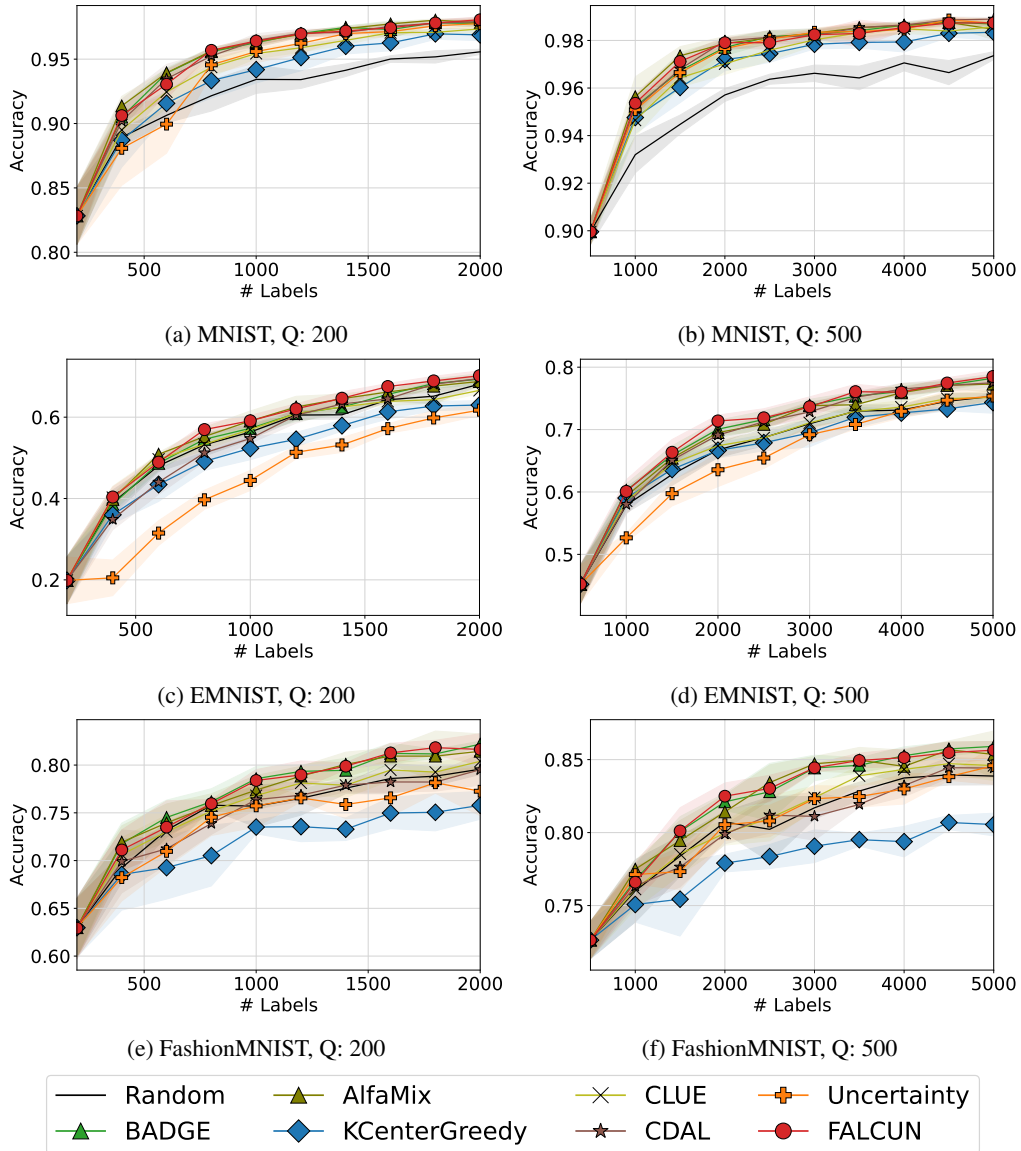 0.95
0.90
0.85
0.80
Accuracy
500 1000 1500 2000
# Labels
(a) MNIST, Q: 200
0.98
0.96
0.94
0.92
0.90
Accuracy
1000 2000 3000 4000 5000
# Labels
(b) MNIST, Q: 500
0.6
0.4
0.2
Accuracy
500 1000 1500 2000
# Labels
(c) EMNIST, Q: 200
0.8
0.7
0.6
0.5
Accuracy
1000 2000 3000 4000 5000
# Labels
(d) EMNIST, Q: 500
0.80
0.75
0.70
0.65
0.60
Accuracy
500 1000 1500 2000
# Labels
(e) FashionMNIST, Q: 200
0.85
0.80
0.75
Accuracy
1000 2000 3000 4000 5000
# Labels
(f) FashionMNIST, Q: 500
Random AlfaMix CLUE Uncertainty
BADGE KCenterGreedy CDAL FALCUN